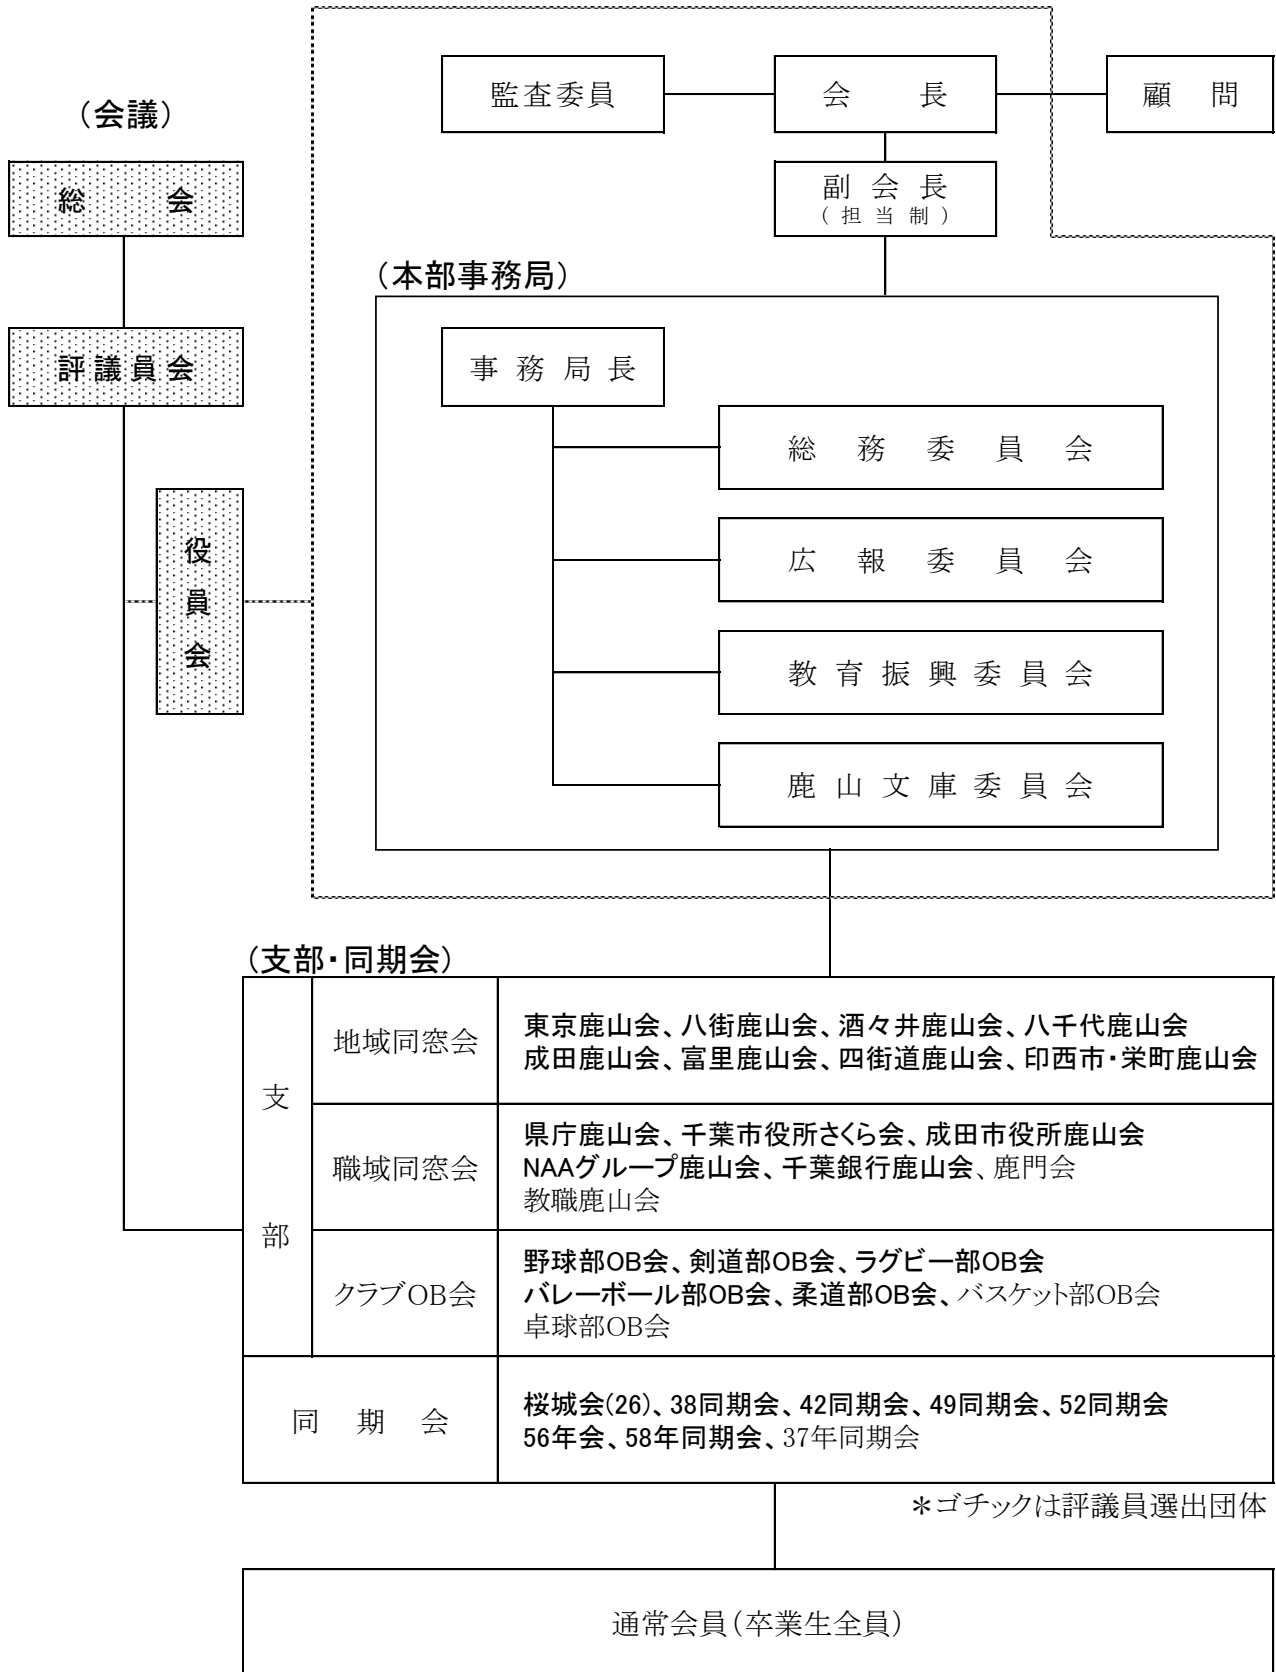 (会議)
総会
評議員会
役員会
監査委員
会長
顧問
副会長
(担当制)
(本部事務局)
事務局長
総務委員会
広報委員会
教育振興委員会
鹿山文庫委員会
(支部・同期会)
支部
地域同窓会
東京鹿山会、八街鹿山会、酒々井鹿山会、八千代鹿山会
成田鹿山会、富里鹿山会、四街道鹿山会、印西市・栄町鹿山会
職域同窓会
県庁鹿山会、千葉市役所さくら会、成田市役所鹿山会
NAAグループ鹿山会、千葉銀行鹿山会、鹿門会
教職鹿山会
クラブOB会
野球部OB会、剣道部OB会、ラグビー部OB会
バレーボール部OB会、柔道部OB会、バスケット部OB会
卓球部OB会
同期会
桜城会(26)、38同期会、42同期会、49同期会、52同期会
56年会、58年同期会、37年同期会
＊ゴチックは評議員選出団体
通常会員(卒業生全員)